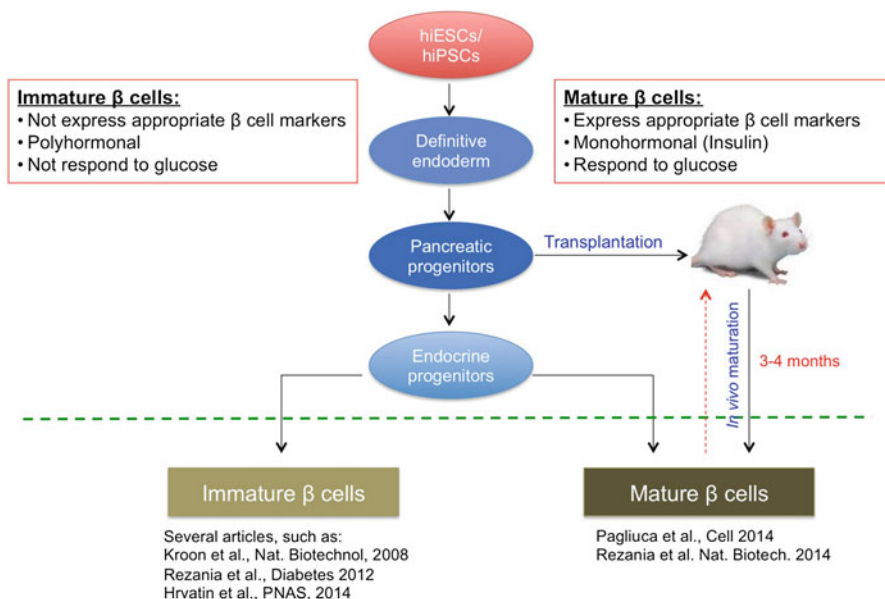 hiESCs/
hiPSCs
Immature β cells:
• Not express appropriate β cell markers
• Polyhormonal
• Not respond to glucose
Mature β cells:
• Express appropriate β cell markers
• Monohormonal (Insulin)
• Respond to glucose
Definitive
endoderm
Pancreatic
progenitors
Transplantation
Endocrine
progenitors
In vivo maturation
3-4 months
Immature β cells
Mature β cells
Several articles, such as:
Kroon et al., Nat. Biotechnol, 2008
Rezania et al., Diabetes 2012
Hrvatin et al., PNAS, 2014
Pagliuca et al., Cell 2014
Rezania et al. Nat. Biotech. 2014